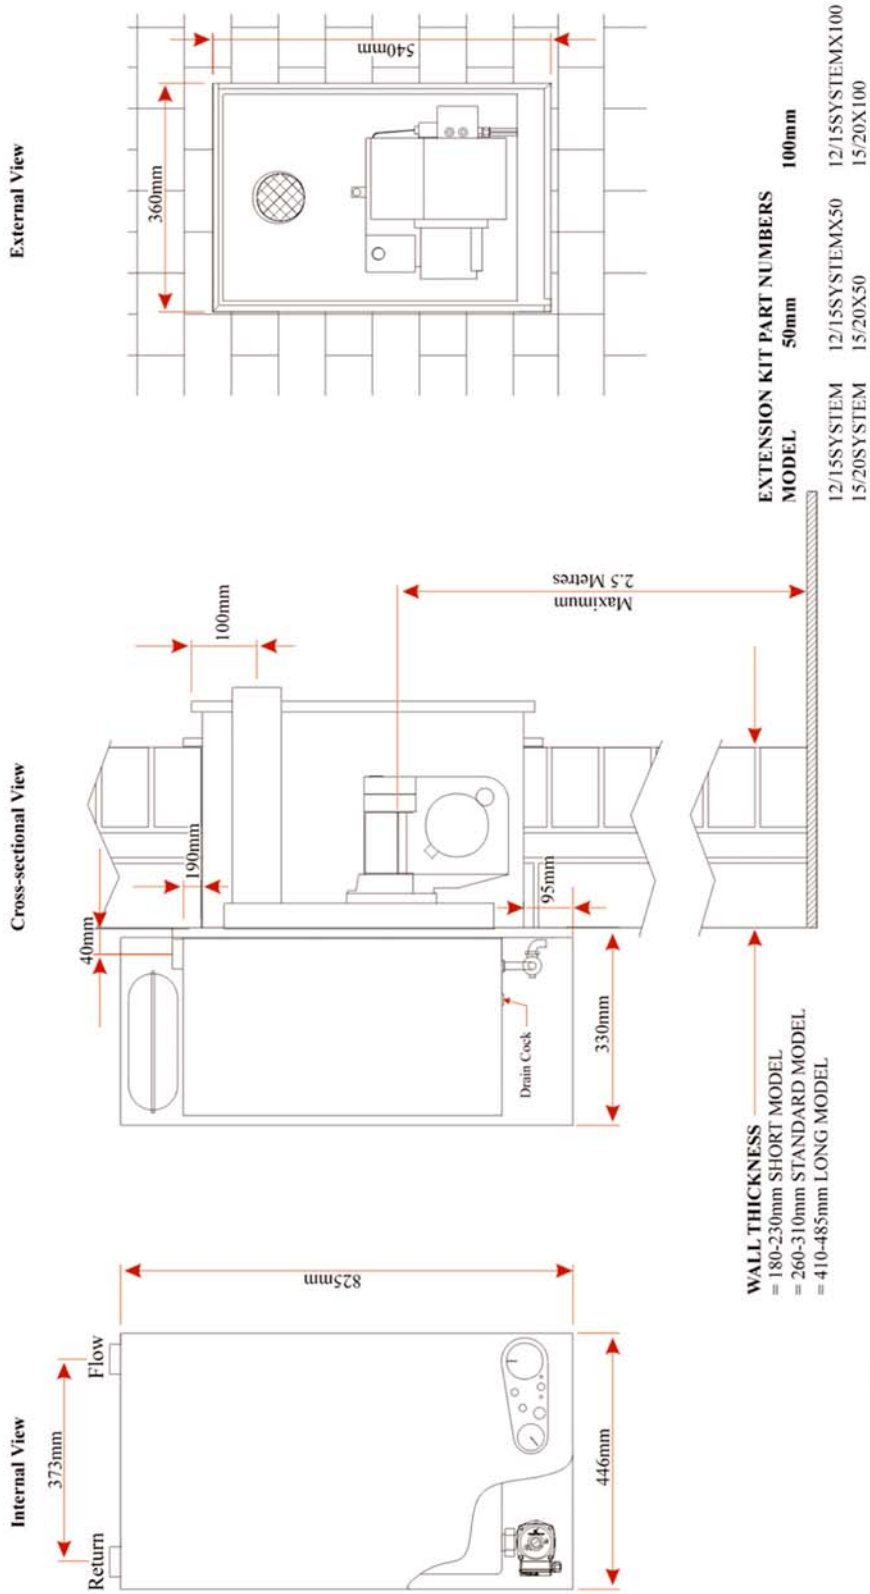 Internal View
373mm
Return
Flow
825mm
446mm
Cross-sectional View
40mm
190mm
100mm
Maximum
2.5 Metres
95mm
Drain Cock
330mm
WALL THICKNESS
= 180-230mm SHORT MODEL
= 260-310mm STANDARD MODEL
= 410-485mm LONG MODEL
External View
360mm
540mm
EXTENSION KIT PART NUMBERS
MODEL 50mm 100mm
12/15SYSTEM 12/15SYSTEMX50 12/15SYSTEMX100
15/20SYSTEM 15/20X50 15/20X100